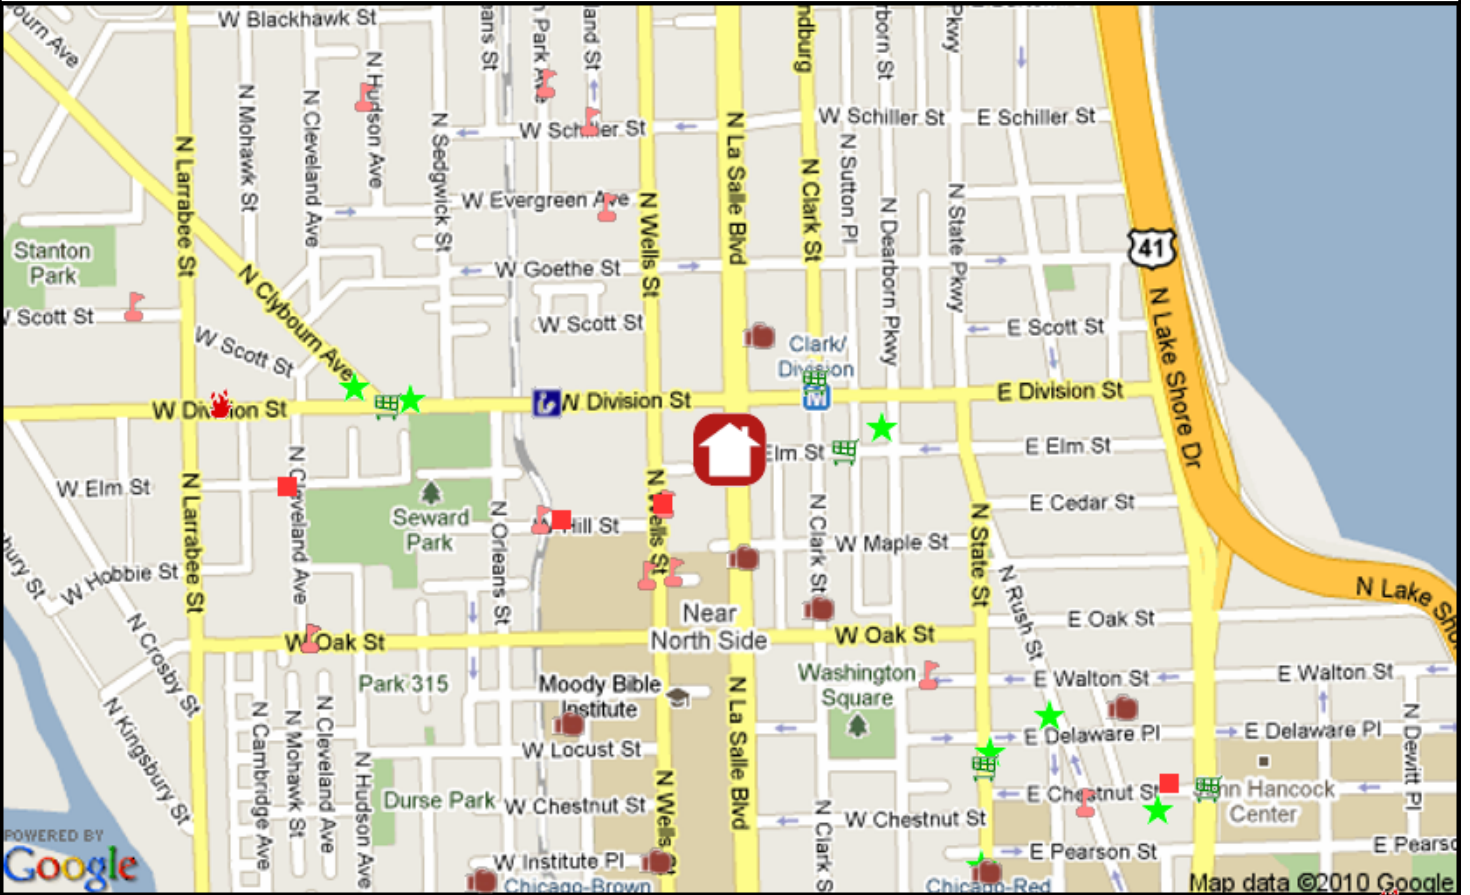 W Blackhawk St
N Larrabee St
N Mohawk St
N Cleveland Ave
N Hudson Ave
N Sedgwick St
W Schiller St
N Wells St
N La Salle Blvd
N Clark St
W Schiller St
E Schiller St
N Sutton Pl
N Dearborn Pkwy
N State Pkwy
W Evergreen Ave
W Goethe St
Stanton
Park
N Clybourn Ave
W Scott St
W Scott St
W Scott St
E Scott St
41
N Lake Shore Dr
Clark/
Division
M
W Division St
W Division St
E Division St
Elm St
E Elm St
W Elm St
N Larrabee St
N Cleveland Ave
Seward
Park
N Orleans St
W Hill St
N Wells St
N Clark St
W Maple St
N State St
E Cedar St
N Rush St
W Hobbie St
N Crosby St
N Kingsbury St
W Oak St
Near
North Side
W Oak St
E Oak St
N Lake Sho
Park 315
Moody Bible
Institute
Washington
Square
E Walton St
E Walton St
E Delaware Pl
E Delaware Pl
N Dewitt Pl
N Cambridge Ave
N Mohawk St
N Cleveland Ave
N Hudson Ave
W Locust St
Durse Park
W Chestnut St
N Wells St
N La Salle Blvd
N Clark S
W Chestnut St
E Chestnut St
John Hancock
Center
W Institute Pl
E Pearson St
E Pearso
Chicago-Brown
Chicago-Red
POWERED BY
Google
Map data ©2010 Google